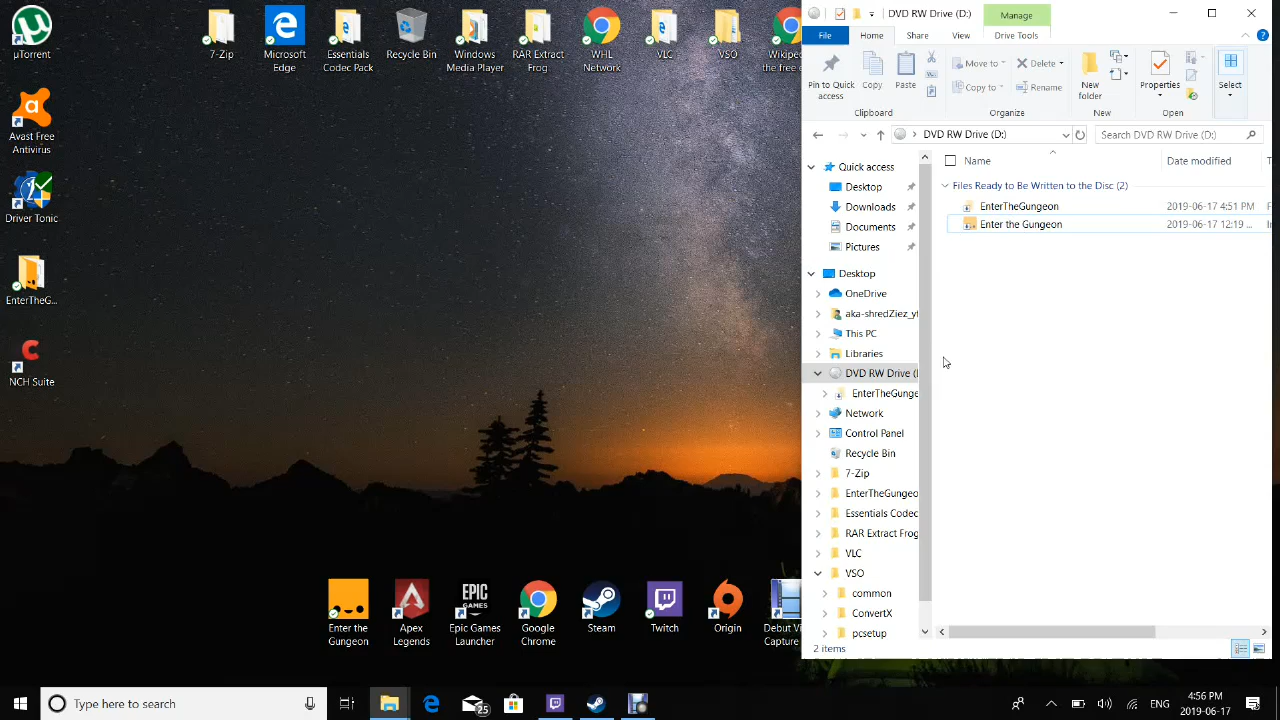 µTorrent
7-Zip
Microsoft
Edge
Essentials
Codec Pack
Recycle Bin
Windows
Media Player
RAR Extract
Frog
WHL
Network
VLC
VSO
Wikiped
the free e
Avast Free
Antivirus
Driver Tonic
EnterTheG...
NCH Suite
Enter the
Gungeon
Apex
Legends
EPIC
GAMES
Epic Games
Launcher
Google
Chrome
Steam
Twitch
Origin
Debut Vi
Capture
DVD RW Drive (D:)
Manage
File
Home
Share
View
Drive Tools
Pin to Quick
access
Copy
Paste
Move to
Copy to
Delete
Rename
New
folder
Properties
Select
Clipboard
Organize
New
Open
DVD RW Drive (D:)
Search DVD RW Drive (D:)
Name
Date modified
Files Ready to Be Written to the Disc (2)
EnterTheGungeon
2019-06-17 4:51 PM
Enter the Gungeon
2019-06-17 12:19 ...
Quick access
Desktop
Downloads
Documents
Pictures
Desktop
OneDrive
aka-shredZiez_yt
This PC
Libraries
DVD RW Drive (
EnterTheGunge
Network
Control Panel
Recycle Bin
7-Zip
EnterTheGungeo
Essentials Codec
RAR Extract Frog
VLC
VSO
common
ConvertX
pcsetup
2 items
Type here to search
25
ENG
4:56 PM
2019-06-17